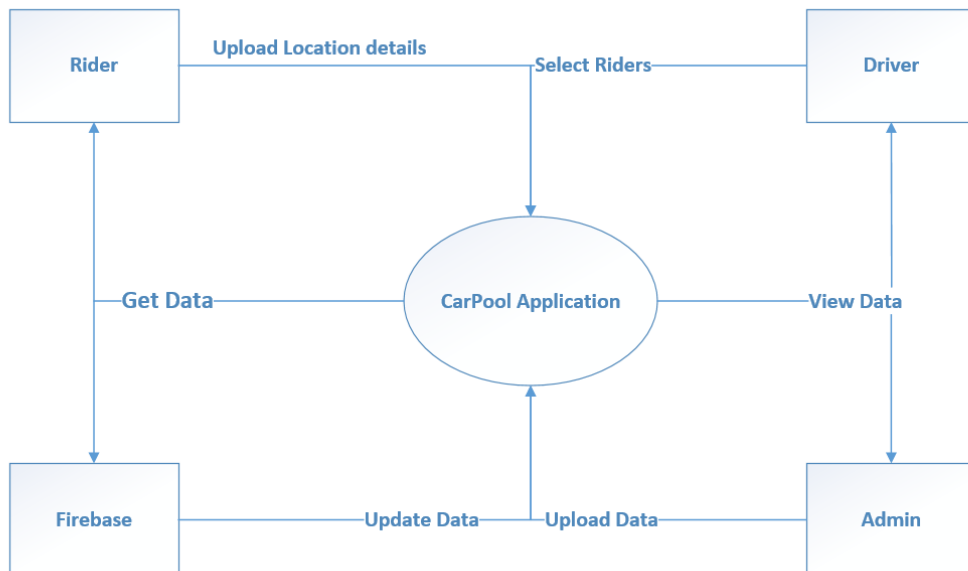 Upload Location details
Rider
Select Riders
Driver
Get Data
CarPool Application
View Data
Firebase
Update Data
Upload Data
Admin